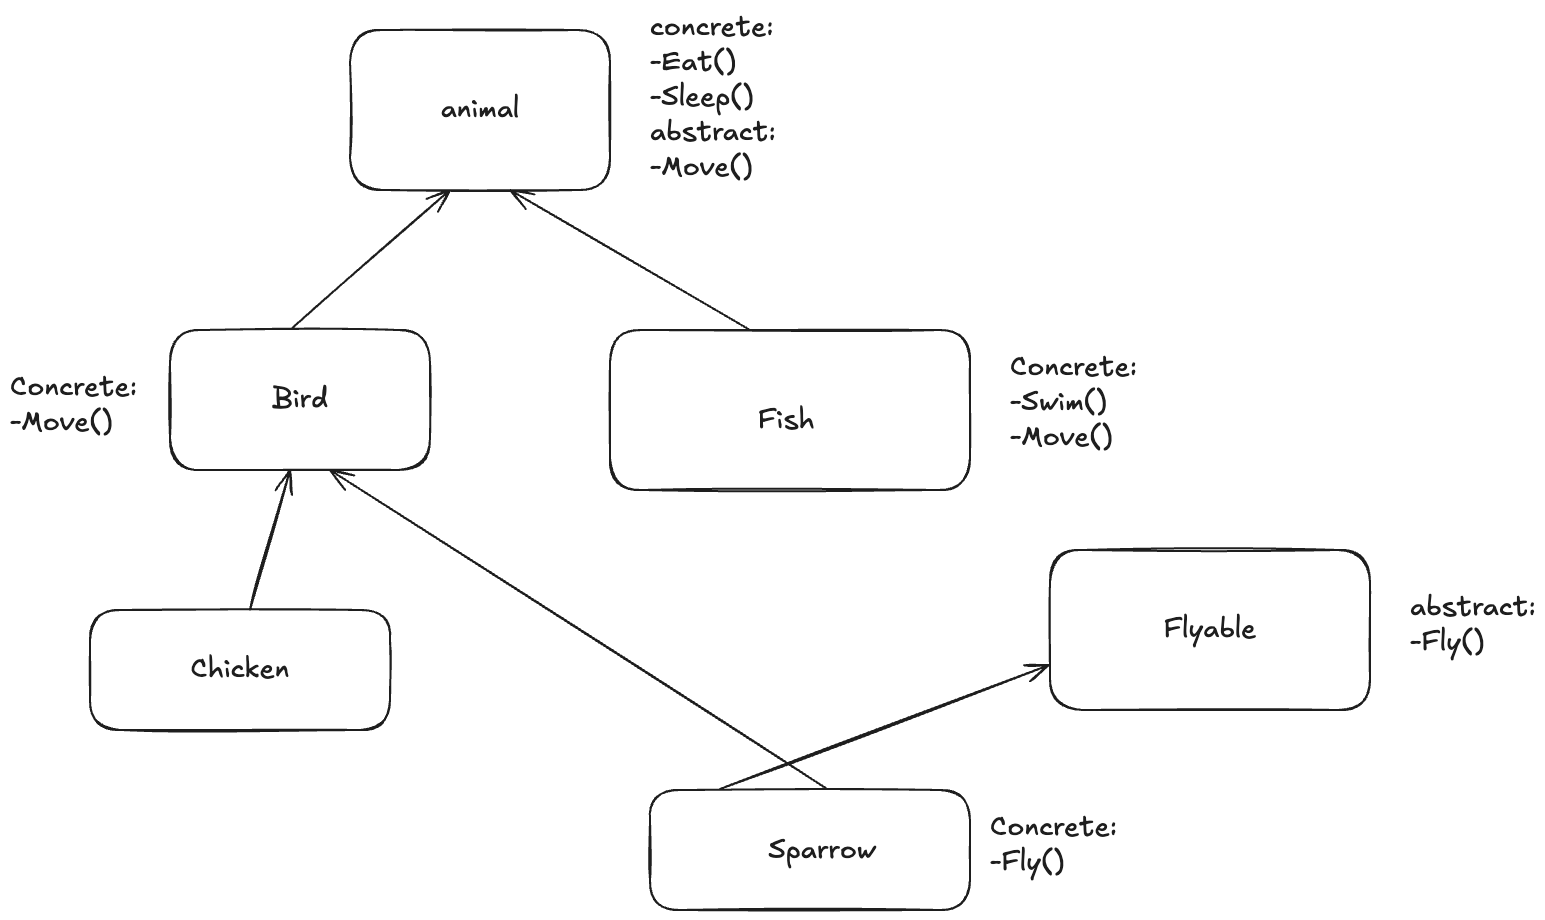 animal
concrete:
-Eat()
-Sleep()
abstract:
-Move()
Concrete:
-Move()
Bird
Fish
Concrete:
-Swim()
-Move()
Chicken
Flyable
abstract:
-Fly()
Sparrow
Concrete:
-Fly()